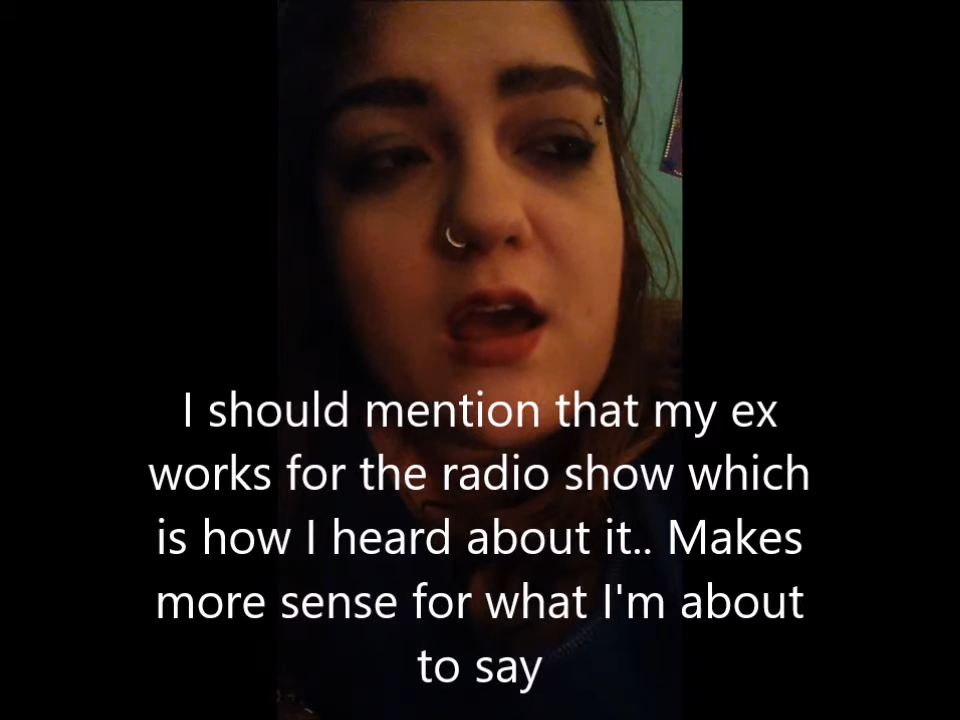 I should mention that my ex
works for the radio show which
is how I heard about it.. Makes
more sense for what I'm about
to say